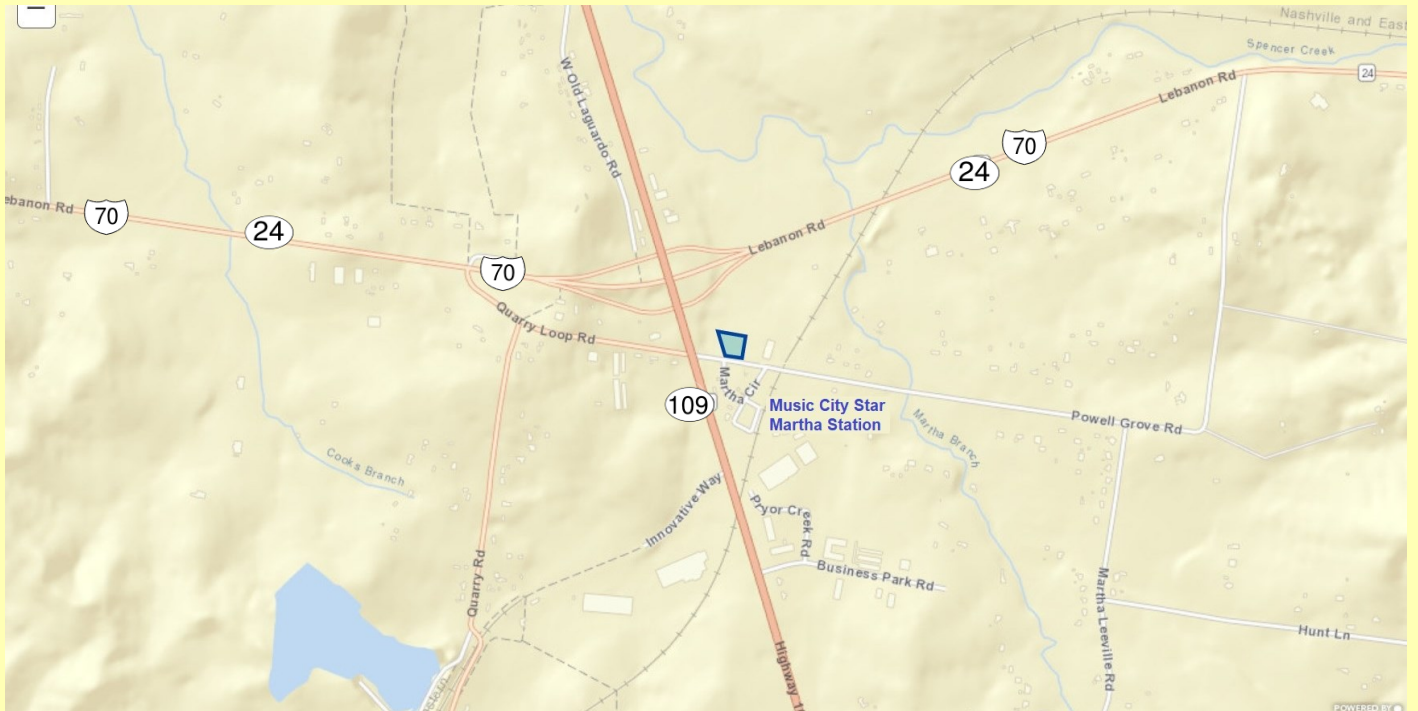 Nashville and East
Spencer Creek
24
Lebanon Rd
W Old Laguardo Rd
70
24
ebanon Rd
70
24
Lebanon Rd
70
Quarry Loop Rd
Martha Cir
109
Music City Star
Martha Station
Powell Grove Rd
Martha Branch
Cooks Branch
Innovative Way
Pryor Creek Rd
Business Park Rd
Quarry Rd
Martha Leeville Rd
Hunt Ln
Highway 1
POWERED BY